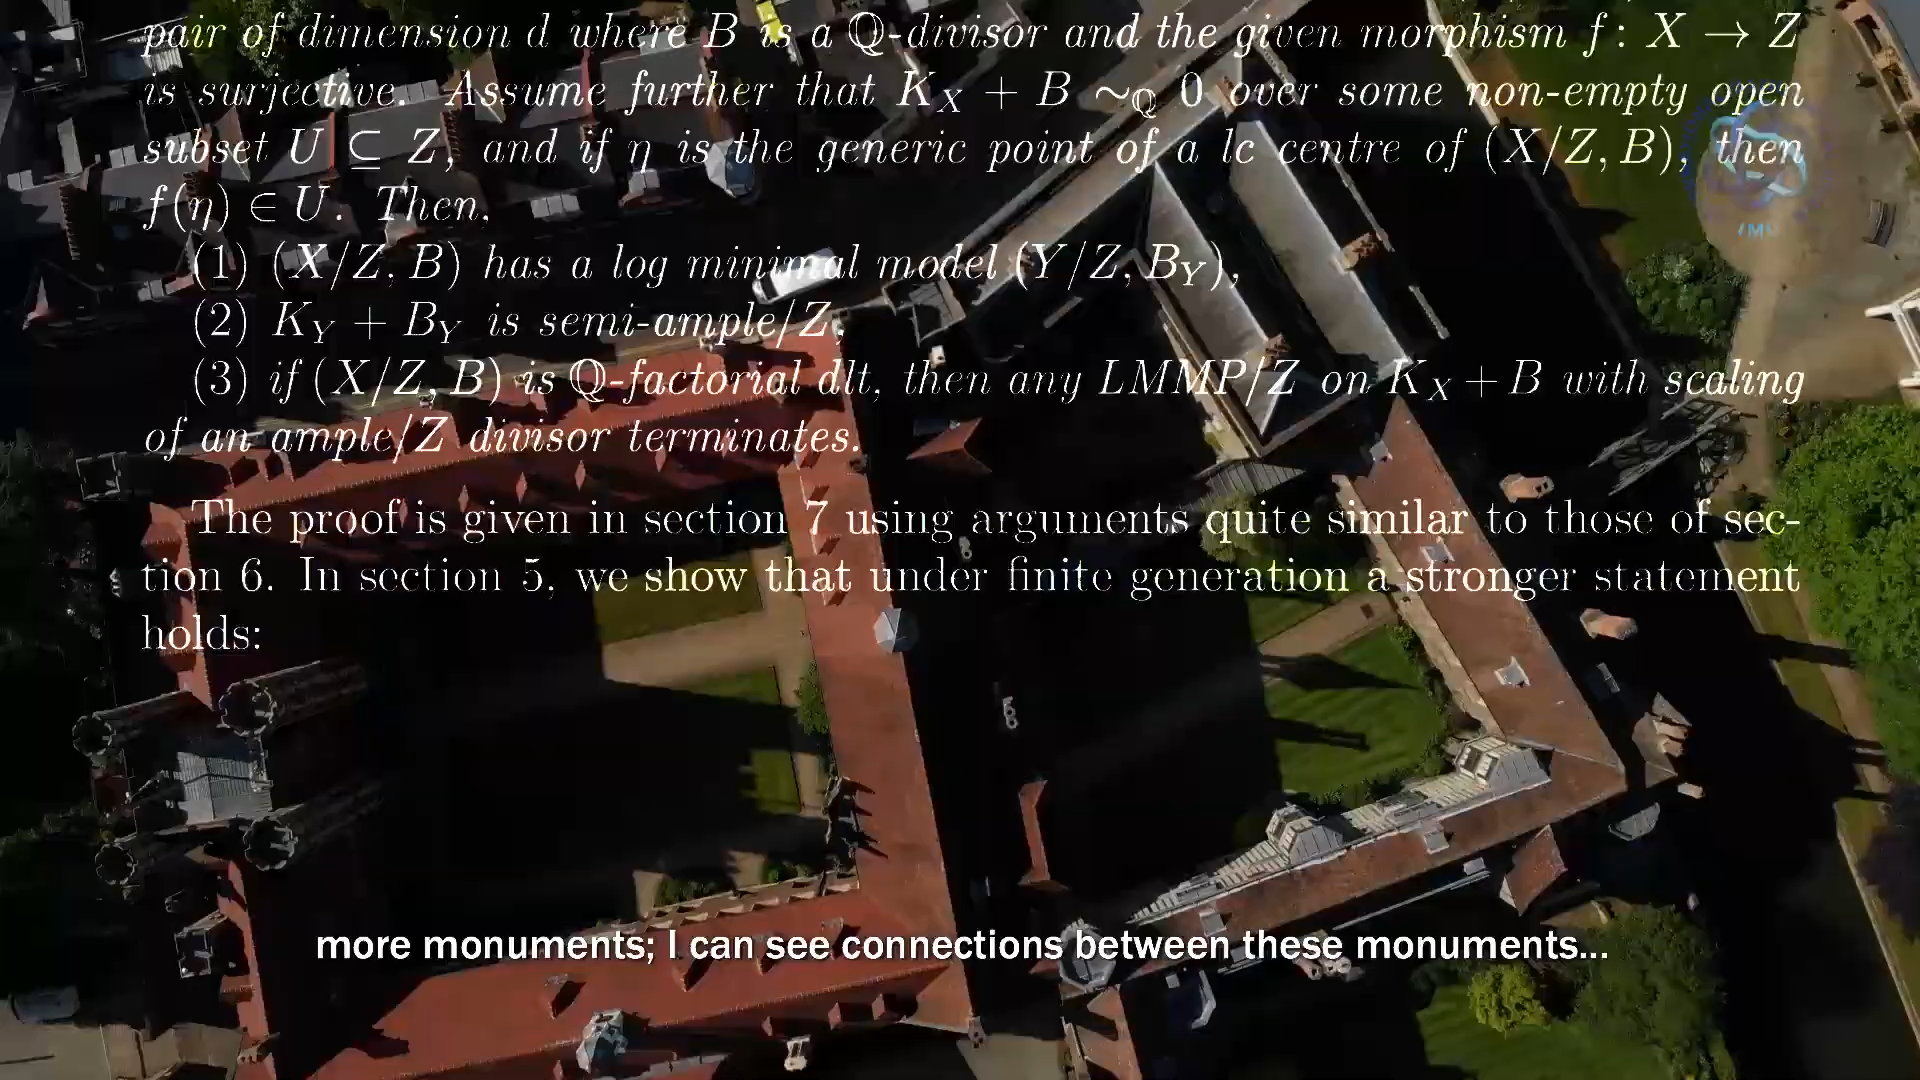 pair of dimension d where B is a ℚ-divisor and the given morphism f : X → Z
is surjective. Assume further that K_X + B ∼_ℚ 0 over some non-empty open
subset U ⊆ Z, and if η is the generic point of a lc centre of (X/Z, B), then
f(η) ∈ U. Then,
(1) (X/Z, B) has a log minimal model (Y/Z, B_Y),
(2) K_Y + B_Y is semi-ample/Z,
(3) if (X/Z, B) is ℚ-factorial dlt, then any LMMP/Z on K_X + B with scaling
of an ample/Z divisor terminates.
The proof is given in section 7 using arguments quite similar to those of sec-
tion 6. In section 5, we show that under finite generation a stronger statement
holds:
more monuments; I can see connections between these monuments...